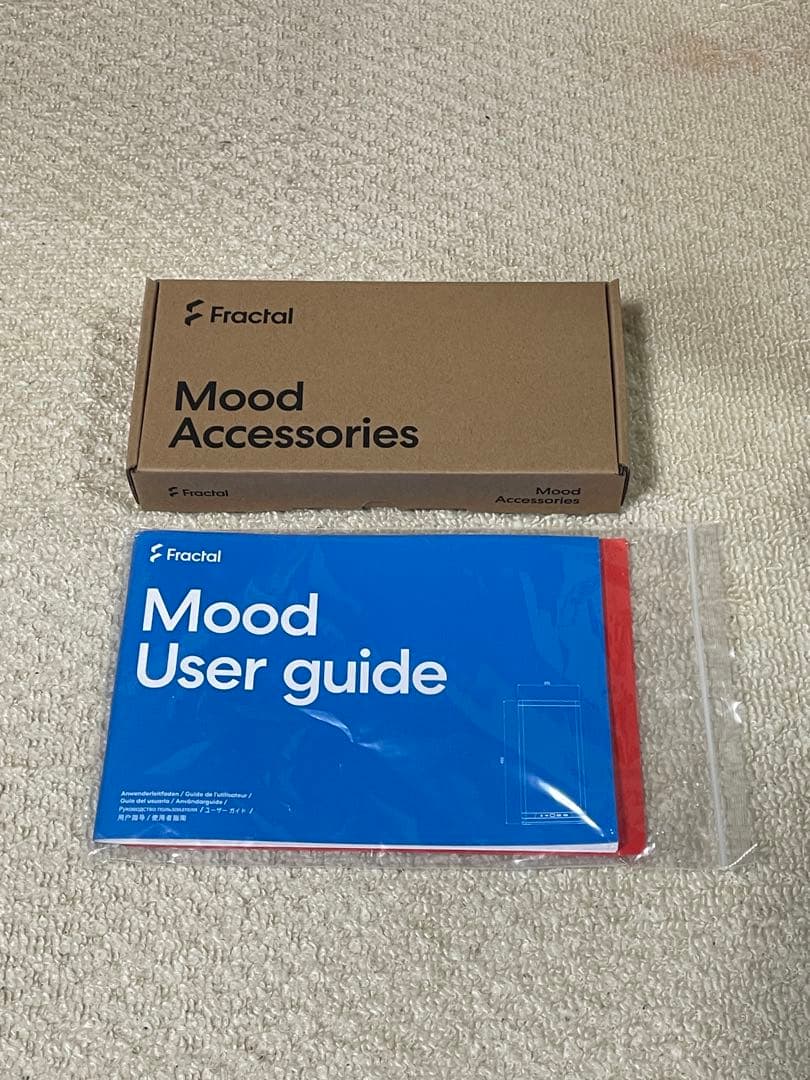 Fractal
Mood
Accessories
Fractal
Mood
Accessories
Fractal
Mood
User guide
Anwenderleitfaden / Guide de l'utilisateur /
Guia del usuario / Användarguide /
Руководство пользователя / ユーザーガイド /
用户指导 / 使用者指南